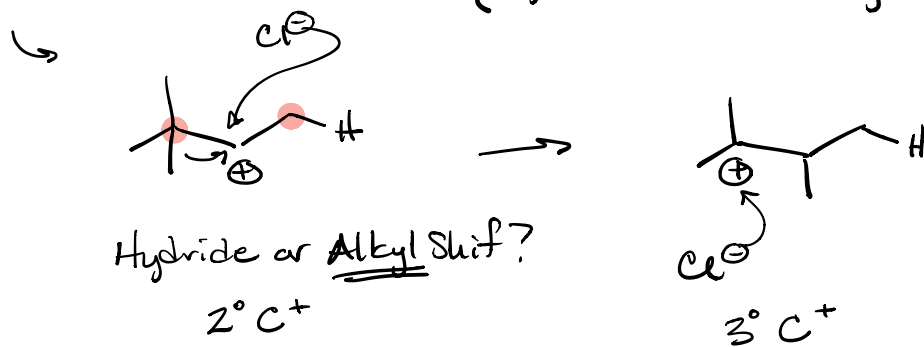 Cl⊖
H
⊕
H
⊕
Hydride or Alkyl Shif?
Cl⊖
2° C⁺
3° C⁺